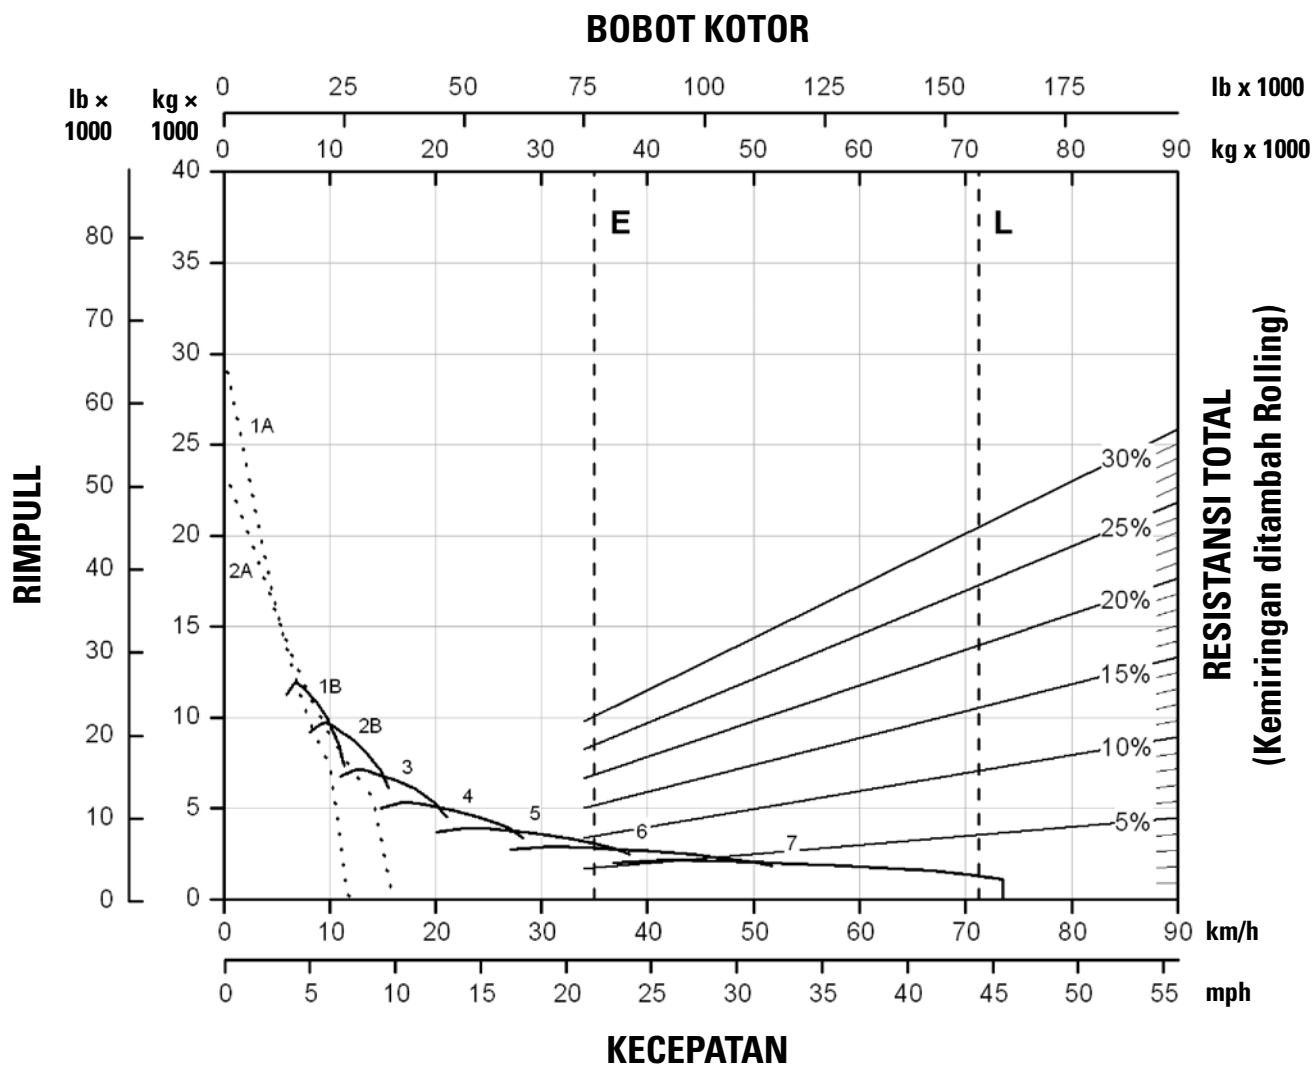 BOBOT KOTOR
0 25 50 75 100 125 150 175 lb x 1000
lb ×
1000
kg ×
1000
0 10 20 30 40 50 60 70 80 90 kg x 1000
40
35
30
25
20
15
10
5
0
80
70
60
50
40
30
20
10
0
RIMPULL
E
L
1A
2A
1B
2B
3
4
5
6
7
30%
25%
20%
15%
10%
5%
RESISTANSI TOTAL
(Kemiringan ditambah Rolling)
0 10 20 30 40 50 60 70 80 90 km/h
0 5 10 15 20 25 30 35 40 45 50 55 mph
KECEPATAN